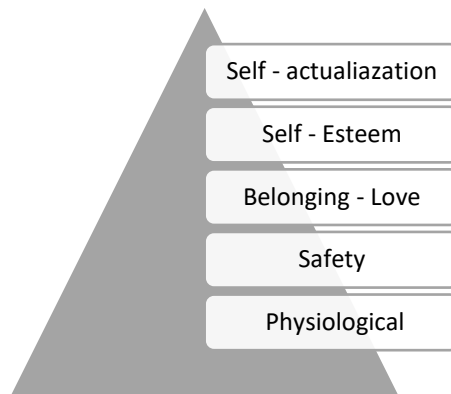 Self - actualiazation
Self - Esteem
Belonging - Love
Safety
Physiological